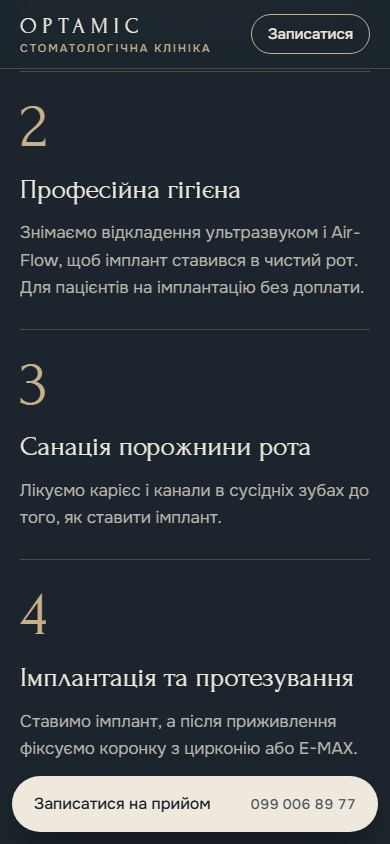 OPTAMIC
СТОМАТОЛОГІЧНА КЛІНІКА
Записатися
2
Професійна гігієна
Знімаємо відкладення ультразвуком і Air-
Flow, щоб імплант ставився в чистий рот.
Для пацієнтів на імплантацію без доплати.
3
Санація порожнини рота
Лікуємо карієс і канали в сусідніх зубах до
того, як ставити імплант.
4
Імплантація та протезування
Ставимо імплант, а після приживлення
фіксуємо коронку з цирконію або E-MAX.
Записатися на прийом 099 006 89 77